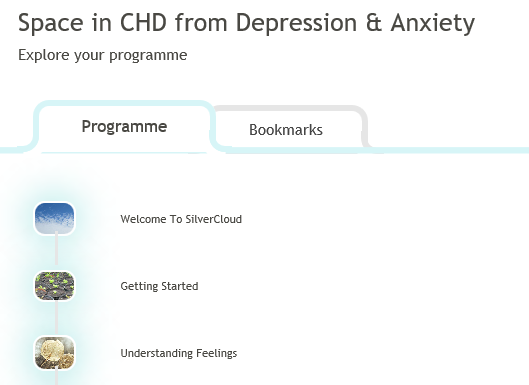 Space in CHD from Depression & Anxiety
Explore your programme
Programme
Bookmarks
Welcome To SilverCloud
Getting Started
Understanding Feelings